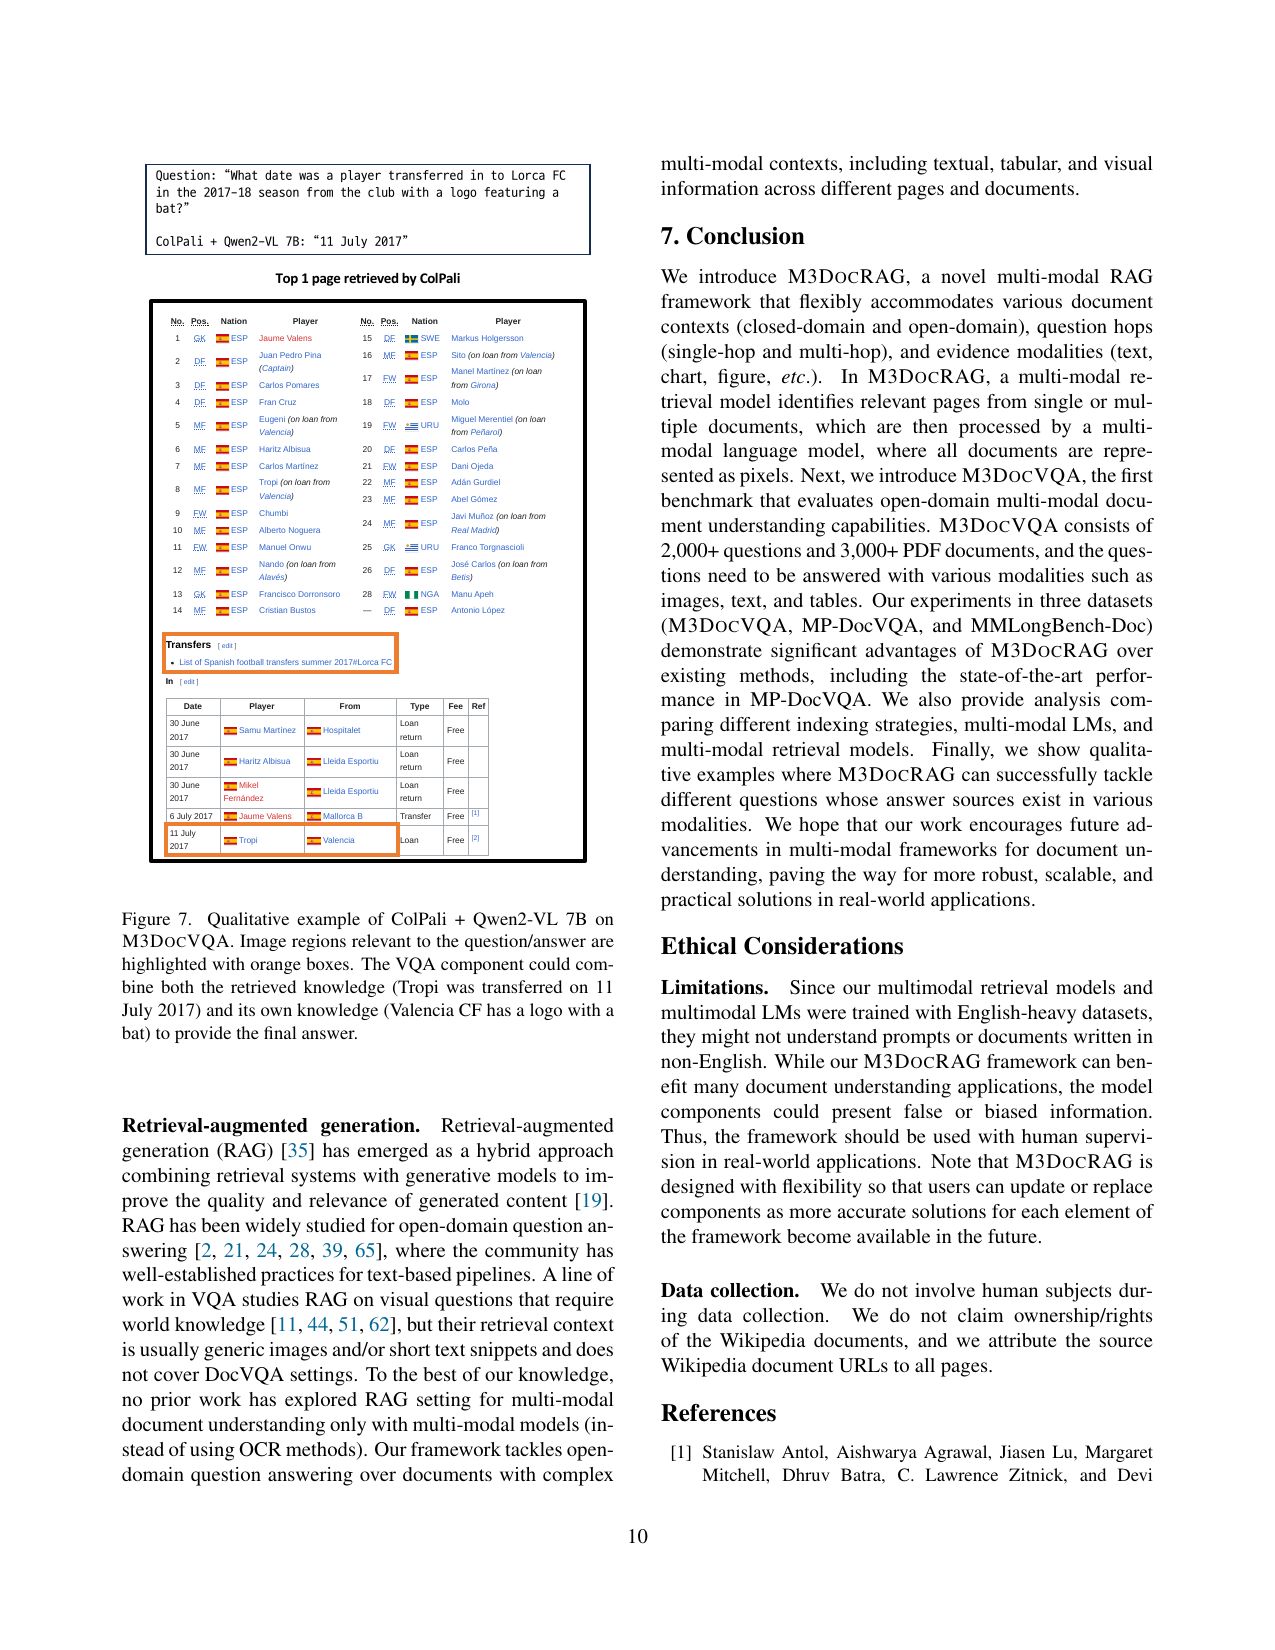 Question: “What date was a player transferred in to Lorca FC
in the 2017-18 season from the club with a logo featuring a
bat?”
ColPali + Qwen2-VL 7B: “11 July 2017”
Top 1 page retrieved by ColPali
No. Pos. Nation Player
1 GK ESP Jaume Valens
2 DF ESP Juan Pedro Pina
(Captain)
3 DF ESP Carlos Pomares
4 DF ESP Fran Cruz
5 MF ESP Eugeni (on loan from
Valencia)
6 MF ESP Haritz Albisua
7 MF ESP Carlos Martínez
8 MF ESP Tropi (on loan from
Valencia)
9 FW ESP Chumbi
10 MF ESP Alberto Noguera
11 FW ESP Manuel Onwu
12 MF ESP Nando (on loan from
Alavés)
13 GK ESP Francisco Dorronsoro
14 MF ESP Cristian Bustos
No. Pos. Nation Player
15 DF SWE Markus Holgersson
16 MF ESP Sito (on loan from Valencia)
17 FW ESP Manel Martínez (on loan
from Girona)
18 DF ESP Molo
19 FW URU Miguel Merentiel (on loan
from Peñarol)
20 DF ESP Carlos Peña
21 FW ESP Dani Ojeda
22 MF ESP Adán Gurdiel
23 MF ESP Abel Gómez
24 MF ESP Javi Muñoz (on loan from
Real Madrid)
25 GK URU Franco Torgnascioli
26 DF ESP José Carlos (on loan from
Betis)
28 FW NGA Manu Apeh
— DF ESP Antonio López
Transfers [ edit ]
• List of Spanish football transfers summer 2017#Lorca FC
In [ edit ]
Date Player From Type Fee Ref
30 June
2017 Samu Martínez Hospitalet Loan
return Free
30 June
2017 Haritz Albisua Lleida Esportiu Loan
return Free
30 June
2017 Mikel
Fernández Lleida Esportiu Loan
return Free
6 July 2017 Jaume Valens Mallorca B Transfer Free [1]
11 July
2017 Tropi Valencia Loan Free [2]
Figure 7. Qualitative example of ColPali + Qwen2-VL 7B on
M3DOCVQA. Image regions relevant to the question/answer are
highlighted with orange boxes. The VQA component could com-
bine both the retrieved knowledge (Tropi was transferred on 11
July 2017) and its own knowledge (Valencia CF has a logo with a
bat) to provide the final answer.
Retrieval-augmented generation. Retrieval-augmented
generation (RAG) [35] has emerged as a hybrid approach
combining retrieval systems with generative models to im-
prove the quality and relevance of generated content [19].
RAG has been widely studied for open-domain question an-
swering [2, 21, 24, 28, 39, 65], where the community has
well-established practices for text-based pipelines. A line of
work in VQA studies RAG on visual questions that require
world knowledge [11, 44, 51, 62], but their retrieval context
is usually generic images and/or short text snippets and does
not cover DocVQA settings. To the best of our knowledge,
no prior work has explored RAG setting for multi-modal
document understanding only with multi-modal models (in-
stead of using OCR methods). Our framework tackles open-
domain question answering over documents with complex
multi-modal contexts, including textual, tabular, and visual
information across different pages and documents.
7. Conclusion
We introduce M3DOCRAG, a novel multi-modal RAG
framework that flexibly accommodates various document
contexts (closed-domain and open-domain), question hops
(single-hop and multi-hop), and evidence modalities (text,
chart, figure, etc.). In M3DOCRAG, a multi-modal re-
trieval model identifies relevant pages from single or mul-
tiple documents, which are then processed by a multi-
modal language model, where all documents are repre-
sented as pixels. Next, we introduce M3DOCVQA, the first
benchmark that evaluates open-domain multi-modal docu-
ment understanding capabilities. M3DOCVQA consists of
2,000+ questions and 3,000+ PDF documents, and the ques-
tions need to be answered with various modalities such as
images, text, and tables. Our experiments in three datasets
(M3DOCVQA, MP-DocVQA, and MMLongBench-Doc)
demonstrate significant advantages of M3DOCRAG over
existing methods, including the state-of-the-art perfor-
mance in MP-DocVQA. We also provide analysis com-
paring different indexing strategies, multi-modal LMs, and
multi-modal retrieval models. Finally, we show qualita-
tive examples where M3DOCRAG can successfully tackle
different questions whose answer sources exist in various
modalities. We hope that our work encourages future ad-
vancements in multi-modal frameworks for document un-
derstanding, paving the way for more robust, scalable, and
practical solutions in real-world applications.
Ethical Considerations
Limitations. Since our multimodal retrieval models and
multimodal LMs were trained with English-heavy datasets,
they might not understand prompts or documents written in
non-English. While our M3DOCRAG framework can ben-
efit many document understanding applications, the model
components could present false or biased information.
Thus, the framework should be used with human supervi-
sion in real-world applications. Note that M3DOCRAG is
designed with flexibility so that users can update or replace
components as more accurate solutions for each element of
the framework become available in the future.
Data collection. We do not involve human subjects dur-
ing data collection. We do not claim ownership/rights
of the Wikipedia documents, and we attribute the source
Wikipedia document URLs to all pages.
References
[1] Stanislaw Antol, Aishwarya Agrawal, Jiasen Lu, Margaret
Mitchell, Dhruv Batra, C. Lawrence Zitnick, and Devi
10